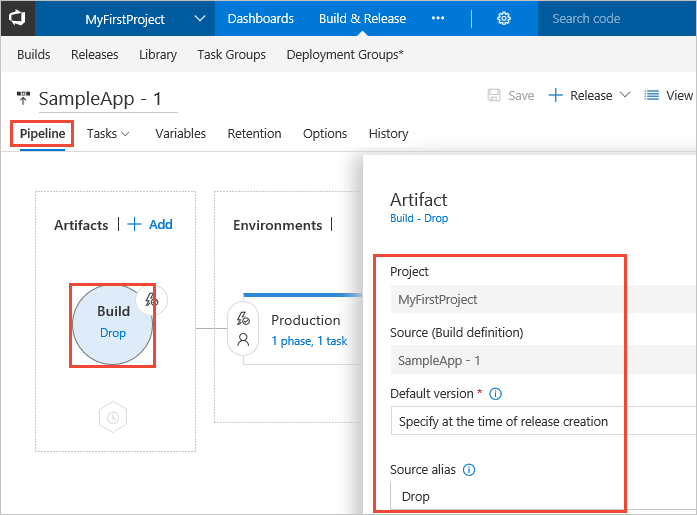 MyFirstProject Dashboards Build & Release ••• Search code
Builds Releases Library Task Groups Deployment Groups*
SampleApp - 1 Save + Release View
Pipeline Tasks Variables Retention Options History
Artifacts | + Add Environments |
Artifact
Build - Drop
Project
MyFirstProject
Source (Build definition)
SampleApp - 1
Default version *
Specify at the time of release creation
Source alias
Drop
Build
Drop
Production
1 phase, 1 task